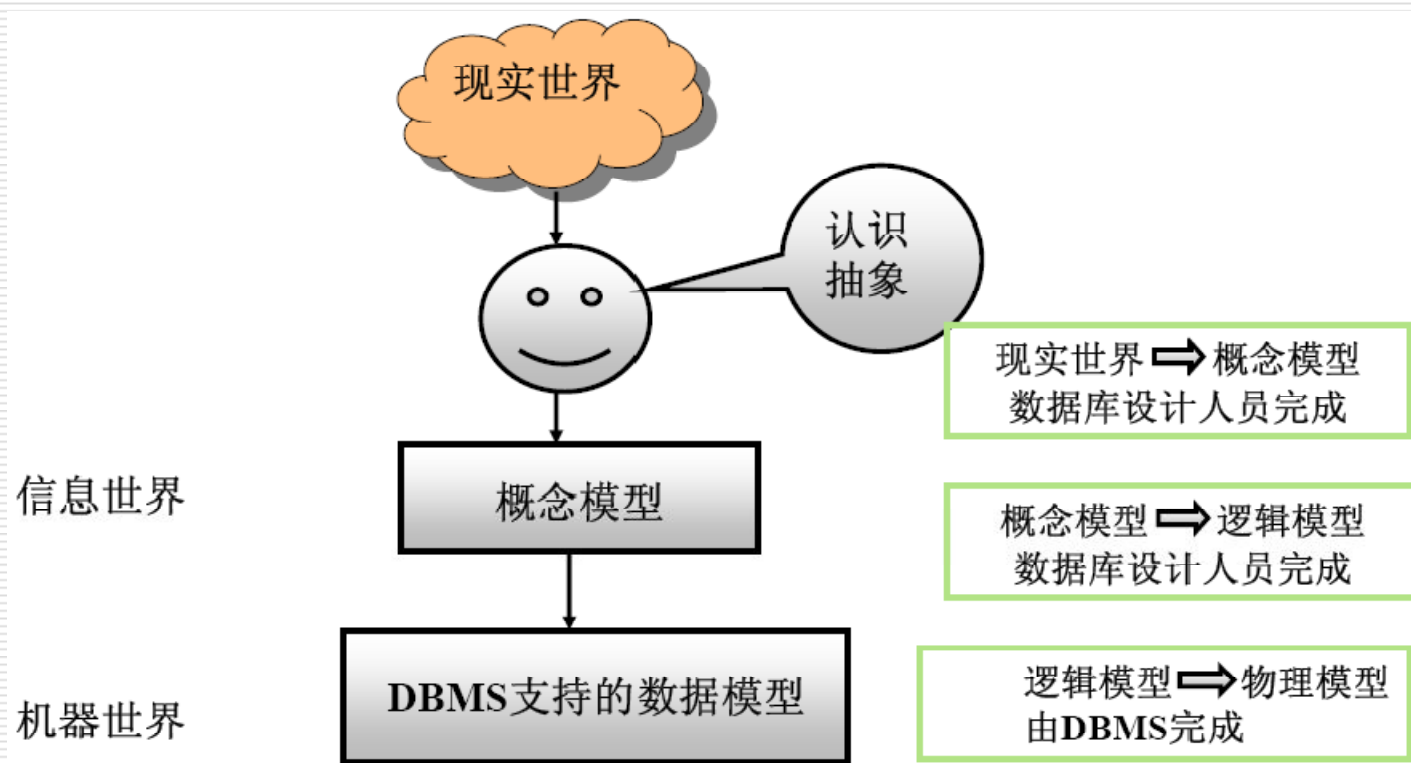 现实世界
认识
抽象
现实世界 概念模型
数据库设计人员完成
信息世界
概念模型
概念模型 逻辑模型
数据库设计人员完成
机器世界
DBMS支持的数据模型
逻辑模型 物理模型
由DBMS完成